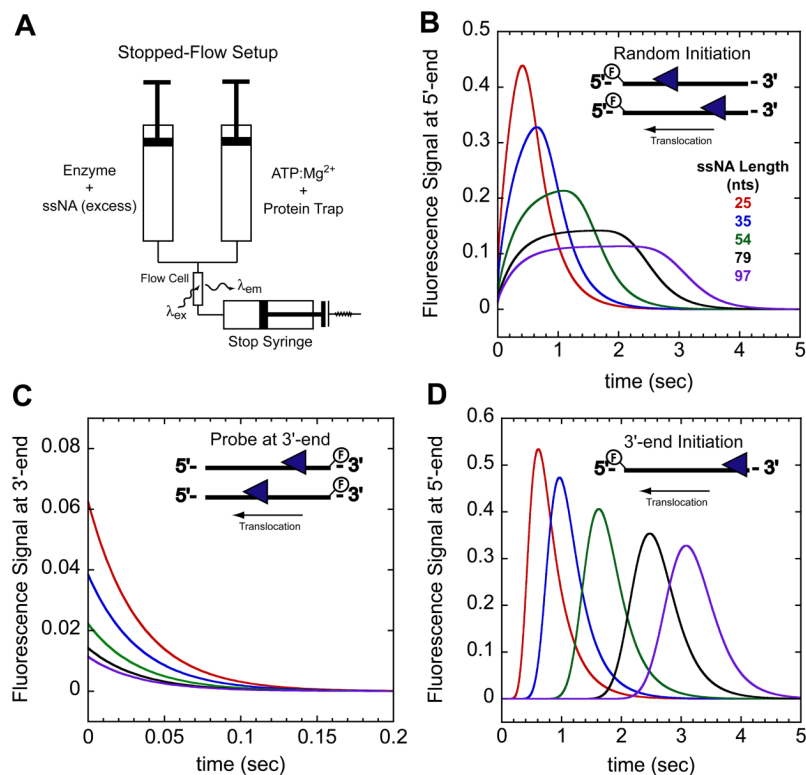 A
Stopped-Flow Setup
Enzyme
+
ssNA (excess)
ATP:Mg²⁺
+
Protein Trap
Flow Cell
λex
λem
Stop Syringe
B
Fluorescence Signal at 5'-end
0.5
0.4
0.3
0.2
0.1
0
0 1 2 3 4 5
time (sec)
Random Initiation
5'- F - 3'
5'- F - 3'
Translocation
ssNA Length
(nts)
25
35
54
79
97
C
Fluorescence Signal at 3'-end
0.08
0.06
0.04
0.02
0
0 0.05 0.1 0.15 0.2
time (sec)
Probe at 3'-end
5'- F - 3'
5'- F - 3'
Translocation
D
Fluorescence Signal at 5'-end
0.6
0.5
0.4
0.3
0.2
0.1
0
0 1 2 3 4 5
time (sec)
3'-end Initiation
5'- F - 3'
Translocation